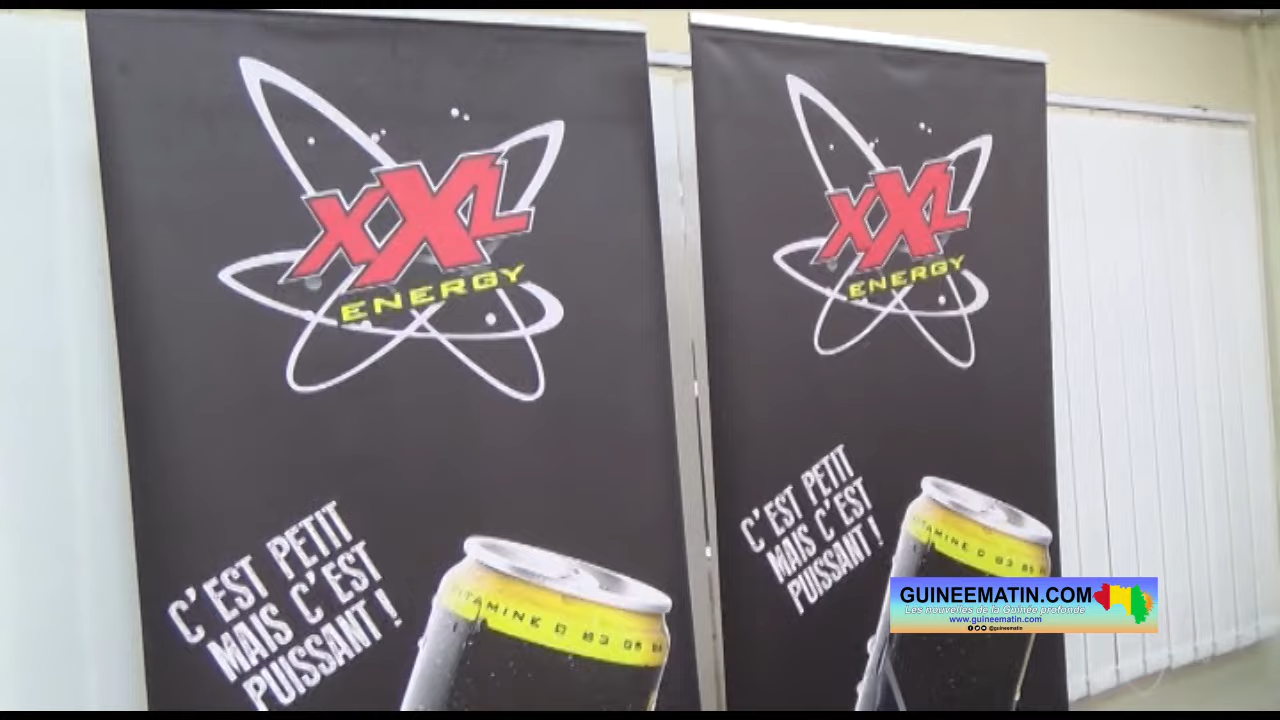 XXL
ENERGY
C'EST PETIT
MAIS C'EST
PUISSANT !
VITAMINE C B3 B5
XXL
ENERGY
C'EST PETIT
MAIS C'EST
PUISSANT !
VITAMINE C B3 B5
GUINEEMATIN.COM
Les nouvelles de la Guinée profonde
www.guineematin.com
@guineematin